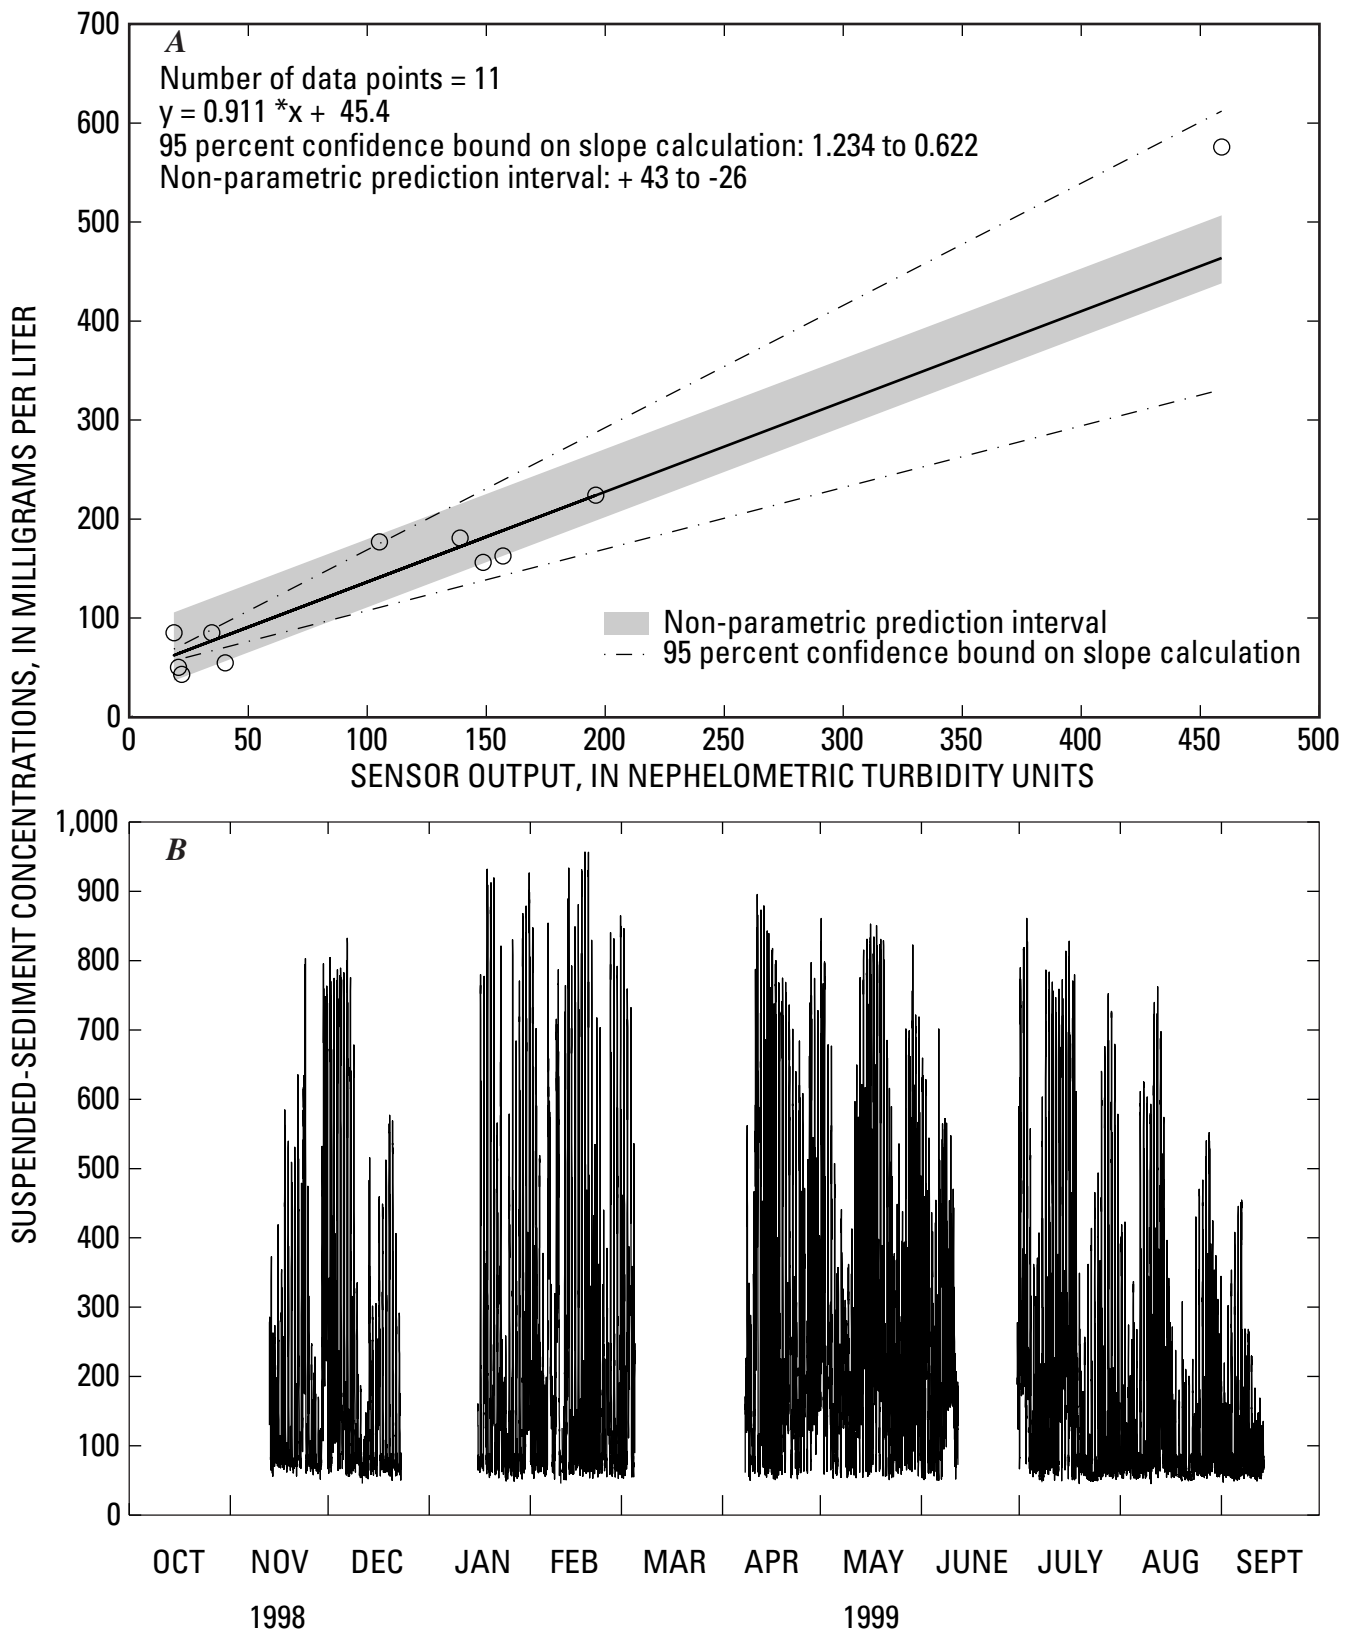 A
Number of data points = 11
y = 0.911 *x + 45.4
95 percent confidence bound on slope calculation: 1.234 to 0.622
Non-parametric prediction interval: + 43 to -26
700
600
500
400
300
200
100
0
Non-parametric prediction interval
95 percent confidence bound on slope calculation
0 50 100 150 200 250 300 350 400 450 500
SENSOR OUTPUT, IN NEPHELOMETRIC TURBIDITY UNITS
SUSPENDED-SEDIMENT CONCENTRATIONS, IN MILLIGRAMS PER LITER
B
1,000
900
800
700
600
500
400
300
200
100
0
OCT NOV DEC JAN FEB MAR APR MAY JUNE JULY AUG SEPT
1998 1999